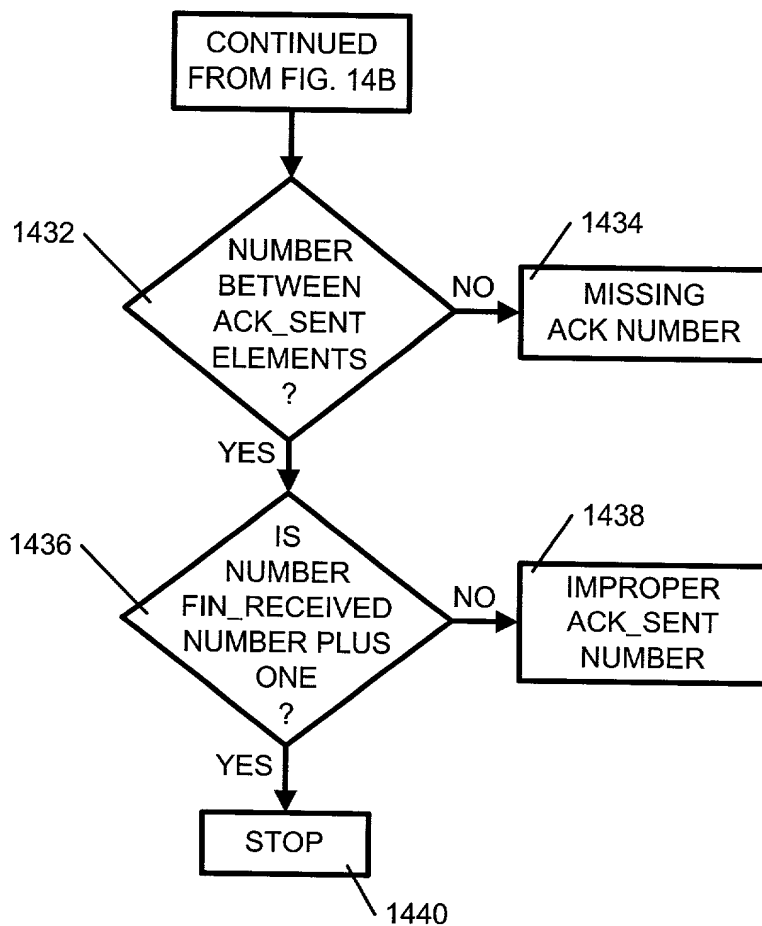 CONTINUED
FROM FIG. 14B
1432
NUMBER
BETWEEN
ACK_SENT
ELEMENTS
?
NO
1434
MISSING
ACK NUMBER
YES
1436
IS
NUMBER
FIN_RECEIVED
NUMBER PLUS
ONE
?
NO
1438
IMPROPER
ACK_SENT
NUMBER
YES
STOP
1440